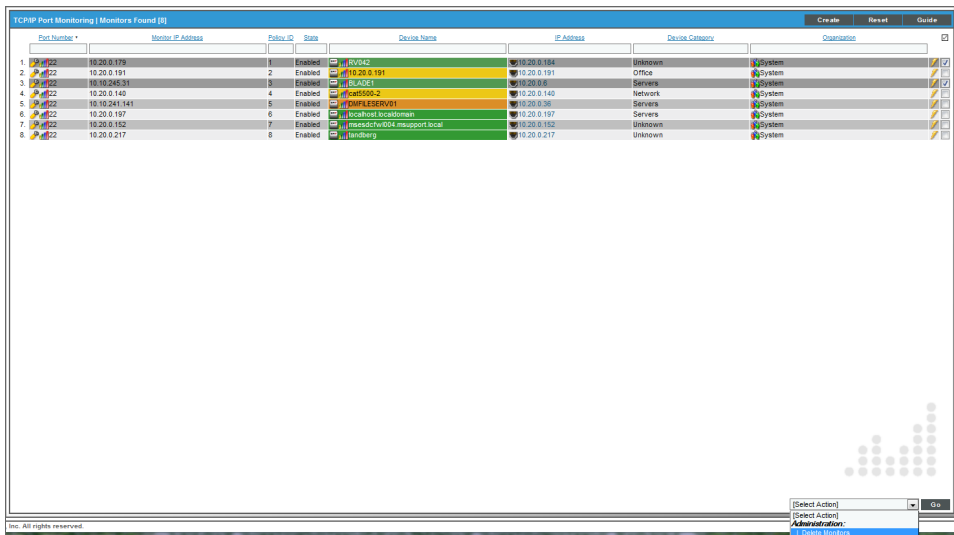 TCP/IP Port Monitoring | Monitors Found [8]
Create Reset Guide
Port Number Monitor IP Address Policy ID State Device Name IP Address Device Category Organization
1. 22 10.20.0.179 1 Enabled RV042 10.20.0.184 Unknown System
2. 22 10.20.0.191 2 Enabled 10.20.0.191 10.20.0.191 Office System
3. 22 10.10.245.31 3 Enabled BLADE1 10.20.0.6 Servers System
4. 22 10.20.0.140 4 Enabled cat5500-2 10.20.0.140 Network System
5. 22 10.10.241.141 5 Enabled DMFILESERV01 10.20.0.36 Servers System
6. 22 10.20.0.197 6 Enabled localhost.localdomain 10.20.0.197 Servers System
7. 22 10.20.0.152 7 Enabled msesdcfwl004.msupport.local 10.20.0.152 Unknown System
8. 22 10.20.0.217 8 Enabled tandberg 10.20.0.217 Unknown System
[Select Action] Go
[Select Action]
Administration:
Delete Monitors
Inc. All rights reserved.